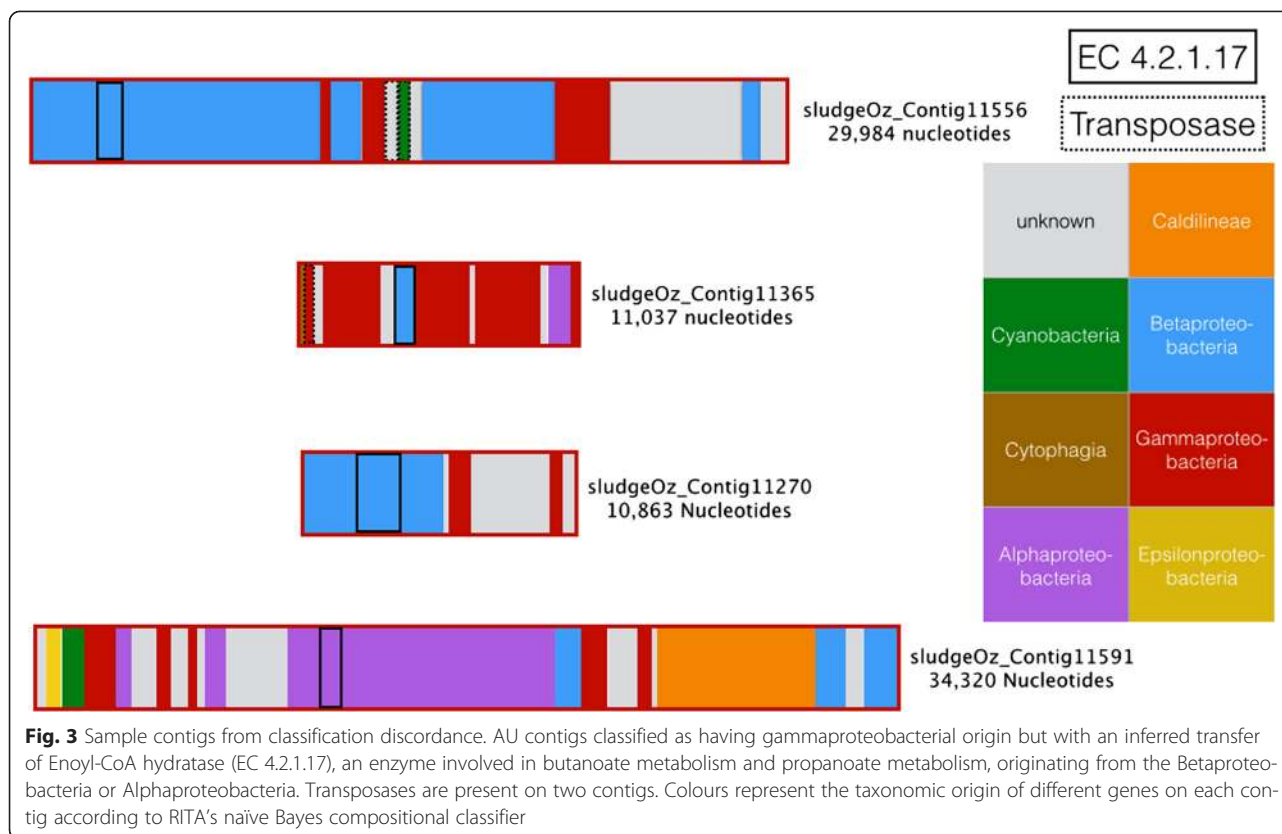 EC 4.2.1.17
Transposase
sludgeOz_Contig11556
29,984 nucleotides
unknown
Caldilineae
Cyanobacteria
Betaproteo-
bacteria
sludgeOz_Contig11365
11,037 nucleotides
Cytophagia
Gammaproteo-
bacteria
sludgeOz_Contig11270
10,863 Nucleotides
Alphaproteo-
bacteria
Epsilonproteo-
bacteria
sludgeOz_Contig11591
34,320 Nucleotides
Fig. 3 Sample contigs from classification discordance. AU contigs classified as having gammaproteobacterial origin but with an inferred transfer
of Enoyl-CoA hydratase (EC 4.2.1.17), an enzyme involved in butanoate metabolism and propanoate metabolism, originating from the Betaproteo-
bacteria or Alphaproteobacteria. Transposases are present on two contigs. Colours represent the taxonomic origin of different genes on each con-
tig according to RITA's naïve Bayes compositional classifier